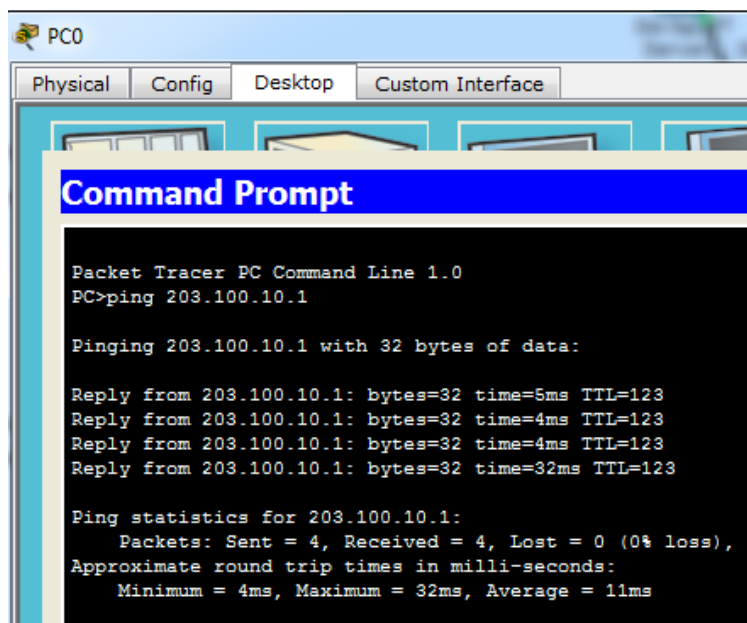 PC0
Physical Config Desktop Custom Interface
Command Prompt
Packet Tracer PC Command Line 1.0
PC>ping 203.100.10.1
Pinging 203.100.10.1 with 32 bytes of data:
Reply from 203.100.10.1: bytes=32 time=5ms TTL=123
Reply from 203.100.10.1: bytes=32 time=4ms TTL=123
Reply from 203.100.10.1: bytes=32 time=4ms TTL=123
Reply from 203.100.10.1: bytes=32 time=32ms TTL=123
Ping statistics for 203.100.10.1:
Packets: Sent = 4, Received = 4, Lost = 0 (0% loss),
Approximate round trip times in milli-seconds:
Minimum = 4ms, Maximum = 32ms, Average = 11ms